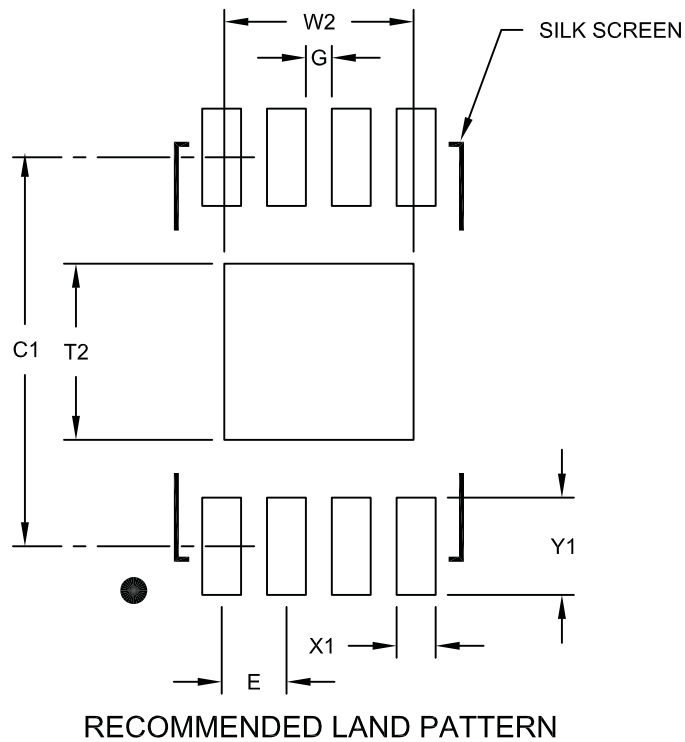 W2
G
SILK SCREEN
C1
T2
Y1
X1
E
RECOMMENDED LAND PATTERN